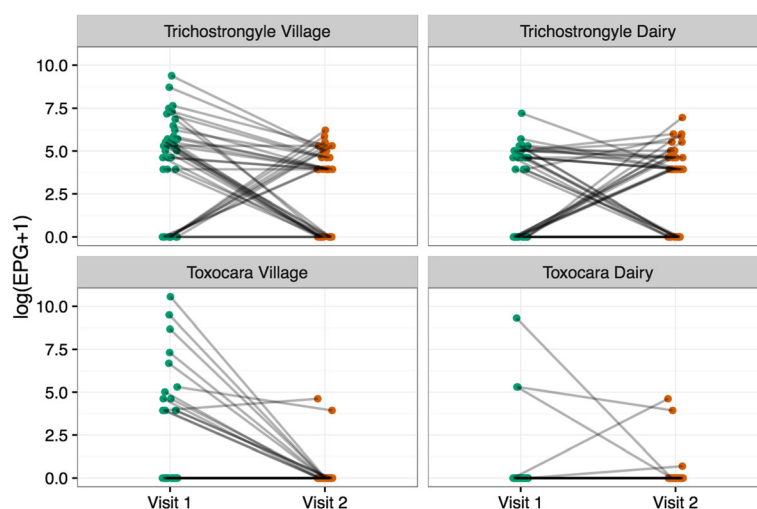 Trichostrongyle Village
Trichostrongyle Dairy
10.0
7.5
5.0
2.5
0.0
Toxocara Village
Toxocara Dairy
10.0
7.5
5.0
2.5
0.0
log(EPG+1)
Visit 1
Visit 2
Visit 1
Visit 2